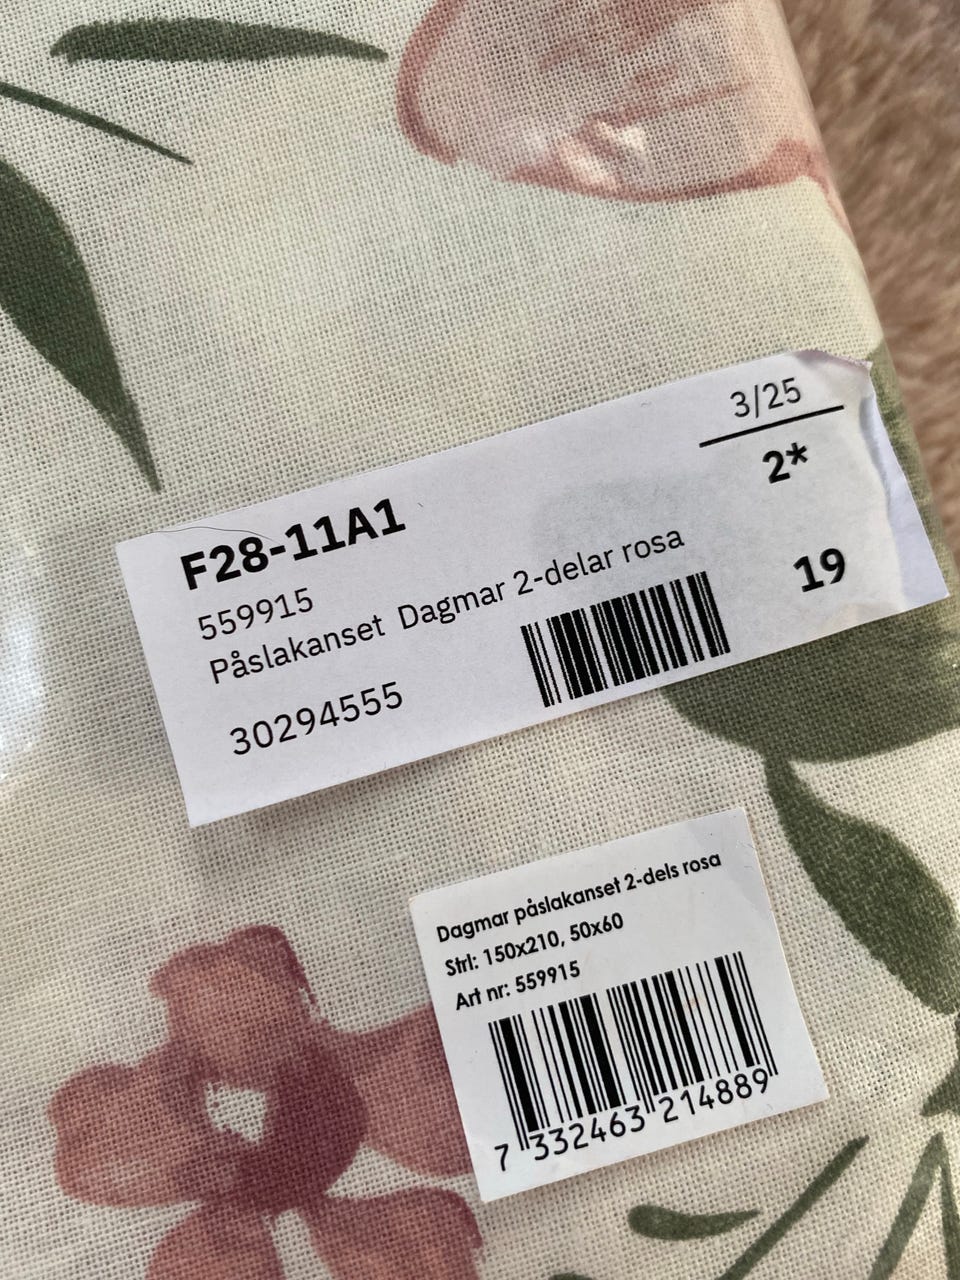 3/25
2*
F28-11A1
559915
Påslakanset Dagmar 2-delar rosa
19
30294555
Dagmar påslakanset 2-dels rosa
Strl: 150x210, 50x60
Art nr: 559915
7 332463 214889